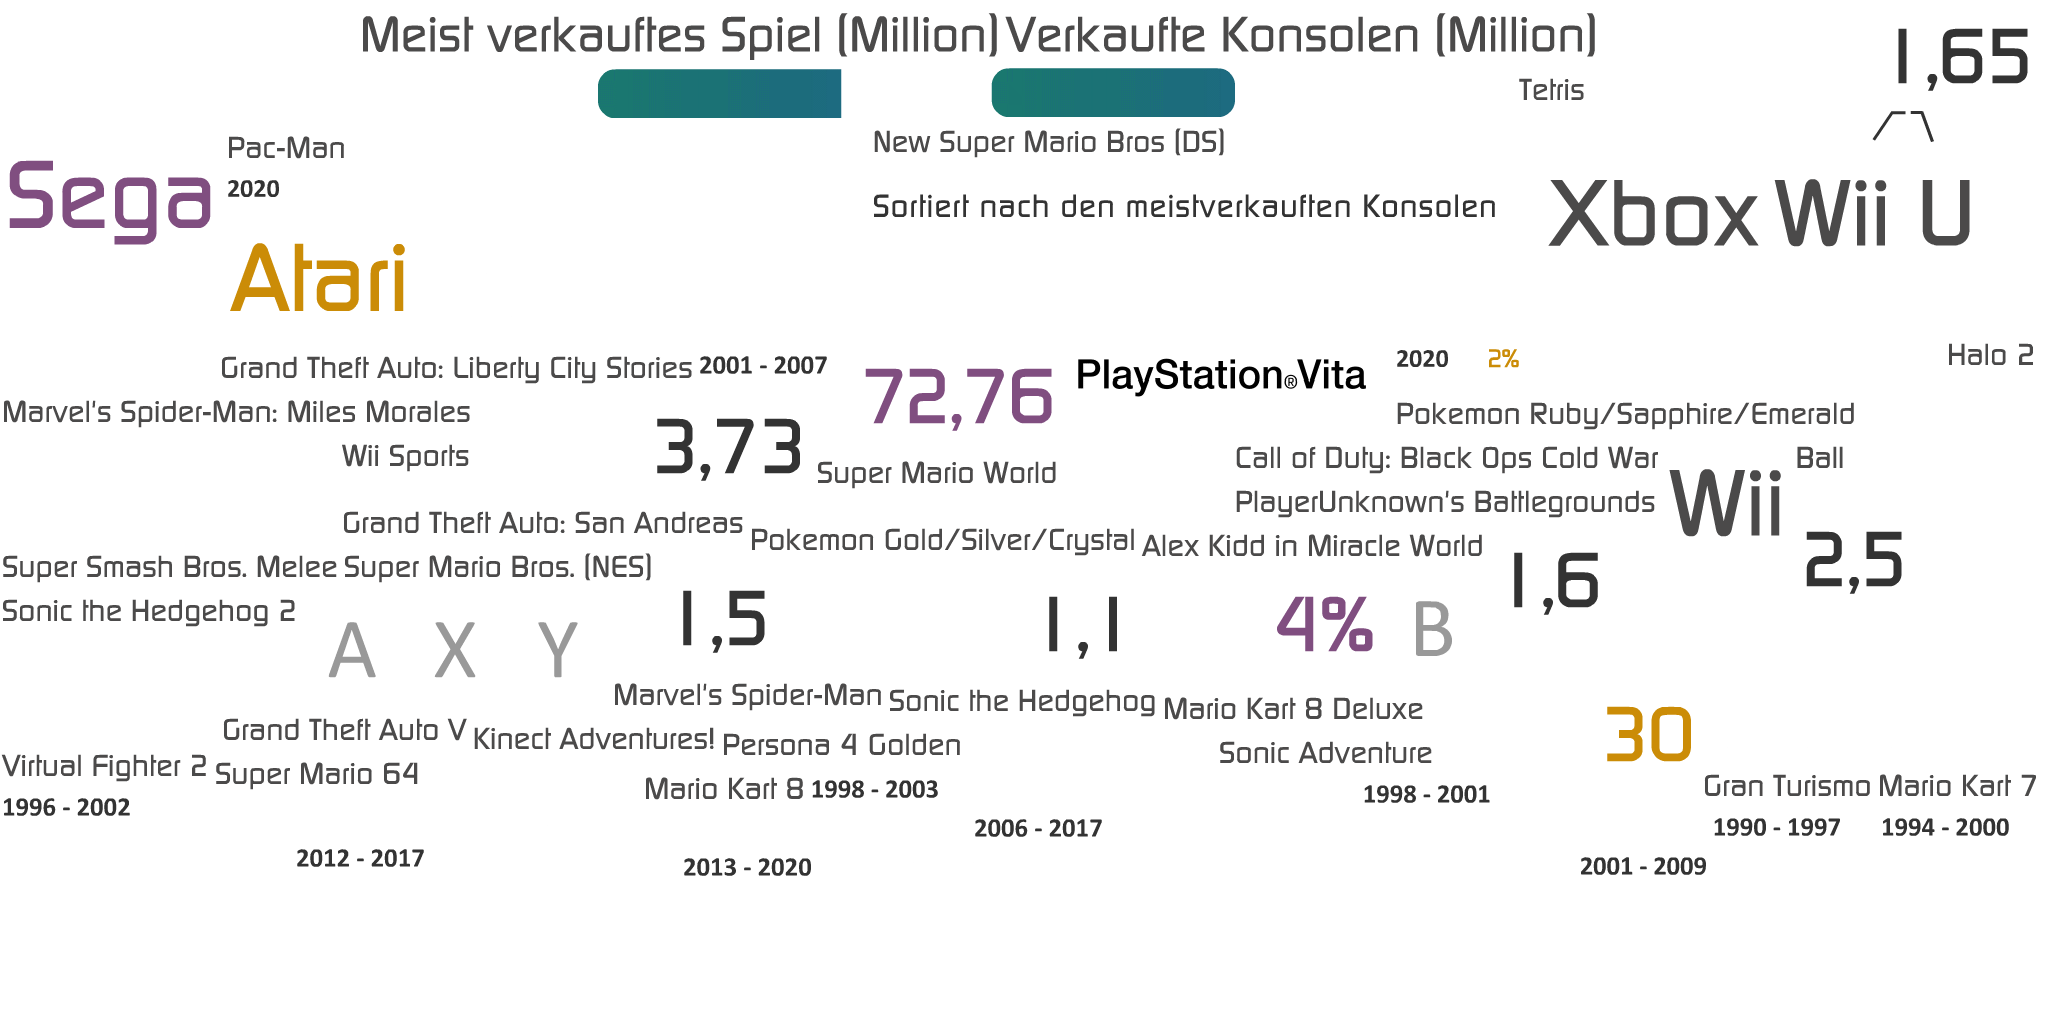 Meist verkauftes Spiel (Million)
Verkaufte Konsolen (Million)
1,65
Tetris
Pac-Man
New Super Mario Bros (DS)
Sega
2020
Sortiert nach den meistverkauften Konsolen
Xbox
Wii U
Atari
Grand Theft Auto: Liberty City Stories
2001 - 2007
72,76
PlayStation®Vita
2020
2%
Halo 2
Marvel's Spider-Man: Miles Morales
3,73
Pokemon Ruby/Sapphire/Emerald
Wii Sports
Super Mario World
Call of Duty: Black Ops Cold War
Ball
PlayerUnknown's Battlegrounds
Wii
Grand Theft Auto: San Andreas
Pokemon Gold/Silver/Crystal
Alex Kidd in Miracle World
2,5
Super Smash Bros. Melee
Super Mario Bros. (NES)
1,6
Sonic the Hedgehog 2
A
X
Y
1,5
1,1
4%
B
Marvel's Spider-Man
Sonic the Hedgehog
Mario Kart 8 Deluxe
30
Grand Theft Auto V
Kinect Adventures!
Persona 4 Golden
Sonic Adventure
Virtual Fighter 2
Super Mario 64
Mario Kart 8
1998 - 2003
1998 - 2001
Gran Turismo
Mario Kart 7
1996 - 2002
2006 - 2017
1990 - 1997
1994 - 2000
2012 - 2017
2013 - 2020
2001 - 2009